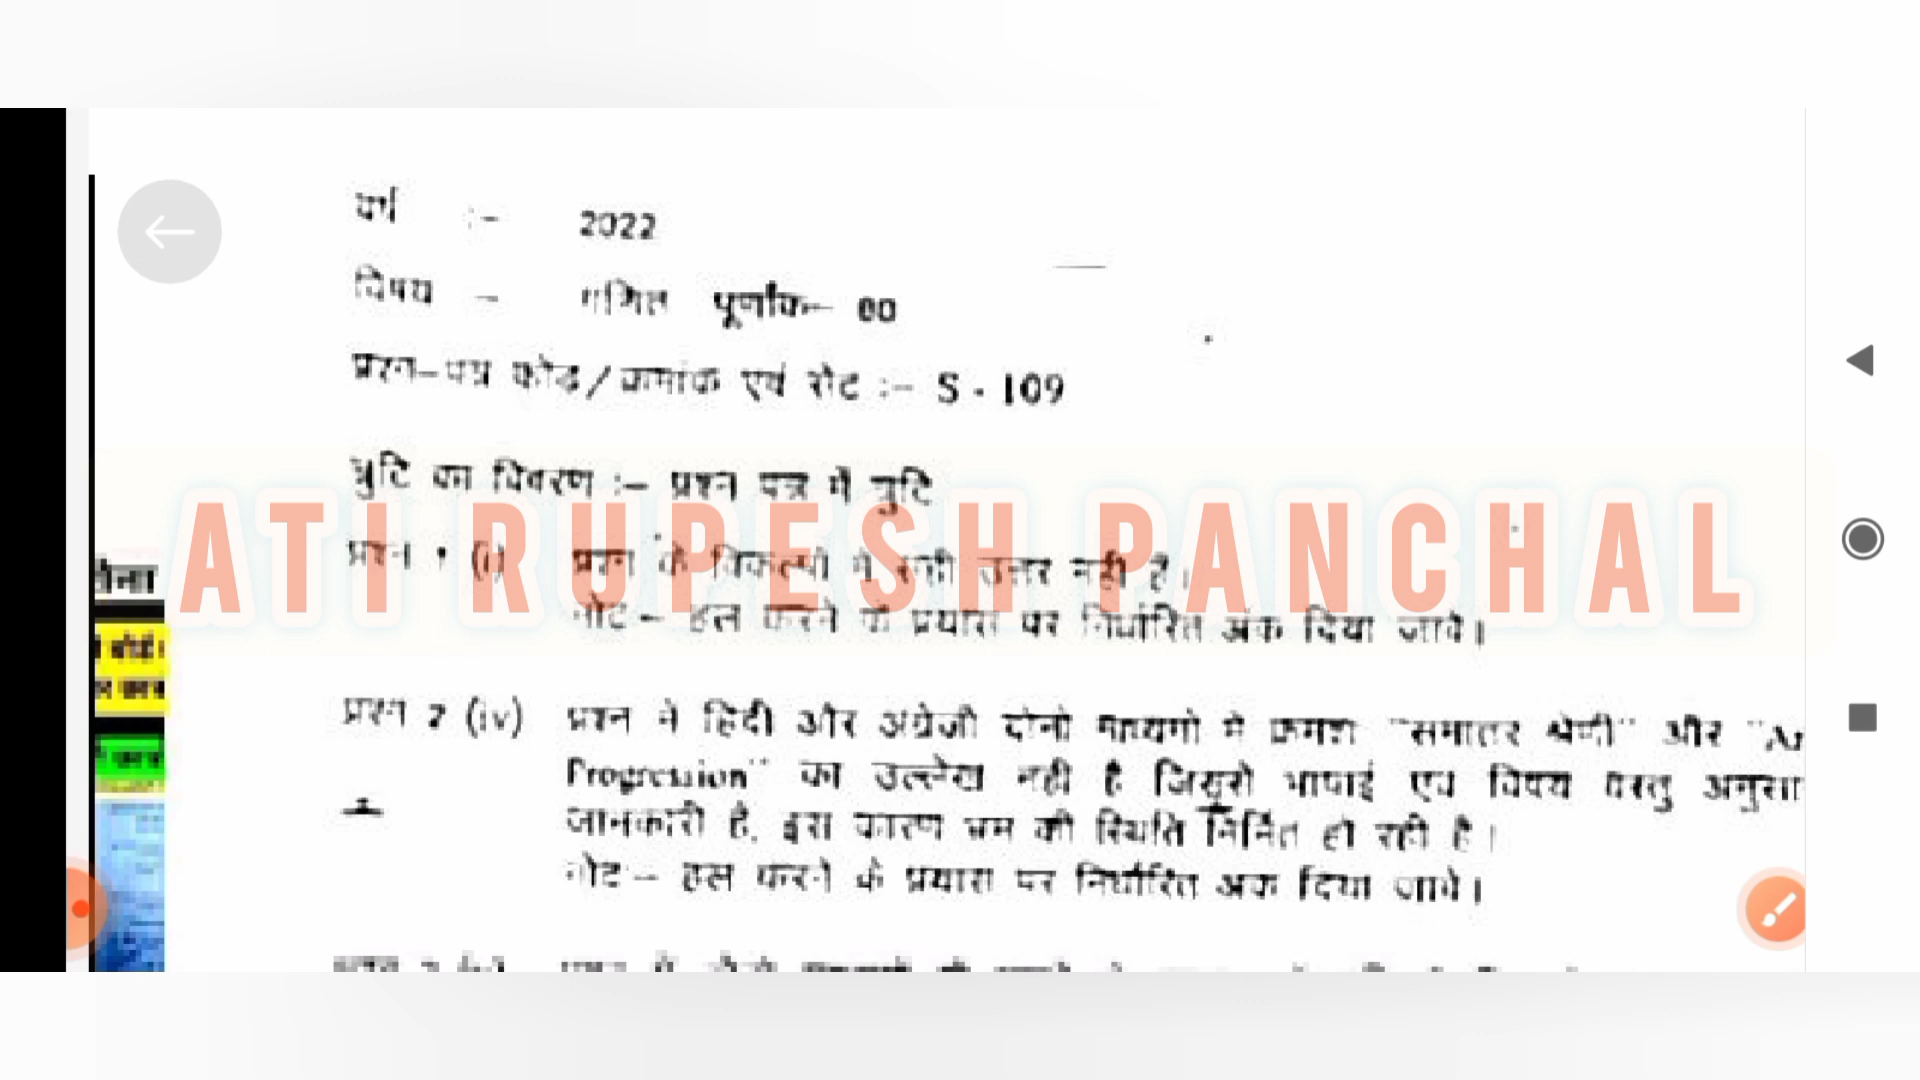 वर्ष :- 2022
विषय - गणित पूर्णांक- 80
प्रश्न-पत्र कोड/क्रमांक एवं सेट :- S - 109
त्रुटि का विवरण :- प्रश्न पत्र में त्रुटि
ATI RUPESH PANCHAL
प्रश्न 1 (i) प्रश्न के विकल्पों में सही उत्तर नहीं है।
नोट - हल करने के प्रयास पर निर्धारित अंक दिया जावे।
प्रश्न 2 (iv) प्रश्न में हिंदी और अंग्रेजी दोनो माध्यमो में क्रमशः "समांतर श्रेणी" और "Ar
Progression" का उल्लेख नही है जिससे भाषाई एवं विषय वस्तु अनुसा
जानकारी है, इस कारण भ्रम की स्थिति निर्मित हो रही है।
नोट - हल करने के प्रयास पर निर्धारित अंक दिया जावे।